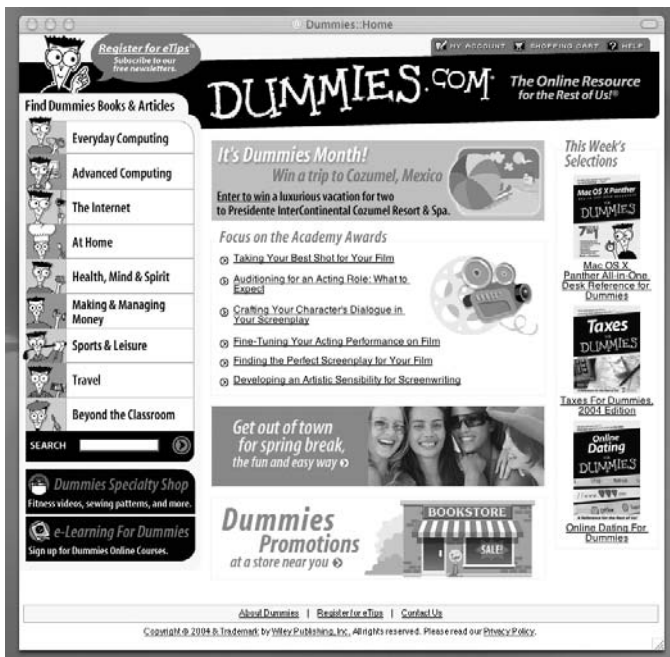 Dummies::Home
Register for eTips™
Subscribe to our
free newsletters.
MY ACCOUNT SHOPPING CART ? HELP
DUMMIES.COM®
The Online Resource
for the Rest of Us!®
Find Dummies Books & Articles
Everyday Computing
Advanced Computing
The Internet
At Home
Health, Mind & Spirit
Making & Managing
Money
Sports & Leisure
Travel
Beyond the Classroom
SEARCH
Dummies Specialty Shop
Fitness videos, sewing patterns, and more.
e-Learning For Dummies
Sign up for Dummies Online Courses.
It's Dummies Month!
Win a trip to Cozumel, Mexico
Enter to win a luxurious vacation for two
to Presidente InterContinental Cozumel Resort & Spa.
Focus on the Academy Awards
Taking Your Best Shot for Your Film
Auditioning for an Acting Role: What to
Expect
Crafting Your Character's Dialogue in
Your Screenplay
Fine-Tuning Your Acting Performance on Film
Finding the Perfect Screenplay for Your Film
Developing an Artistic Sensibility for Screenwriting
Get out of town
for spring break,
the fun and easy way
Dummies
Promotions
at a store near you
BOOKSTORE
SALE!
This Week's
Selections
Mac OS X Panther
FOR
DUMMIES
Mac OS X
Panther All-in-One
Desk Reference for
Dummies
Taxes
FOR
DUMMIES
Taxes For Dummies,
2004 Edition
Online
Dating
FOR
DUMMIES
Online Dating For
Dummies
About Dummies | Register for eTips | Contact Us
Copyright © 2004 & Trademark by Wiley Publishing, Inc. All rights reserved. Please read our Privacy Policy.